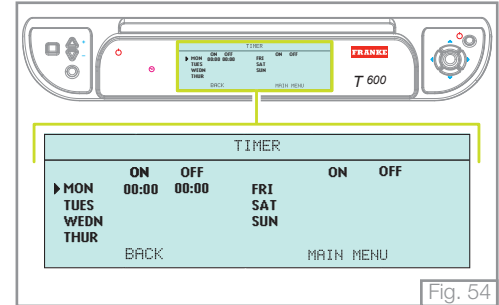 TIMER
ON OFF ON OFF
MON 00:00 00:00 FRI
TUES SAT
WEDN SUN
THUR
BACK MAIN MENU
FRANKE
T 600
TIMER
ON OFF ON OFF
MON 00:00 00:00 FRI
TUES SAT
WEDN SUN
THUR
BACK MAIN MENU
Fig. 54